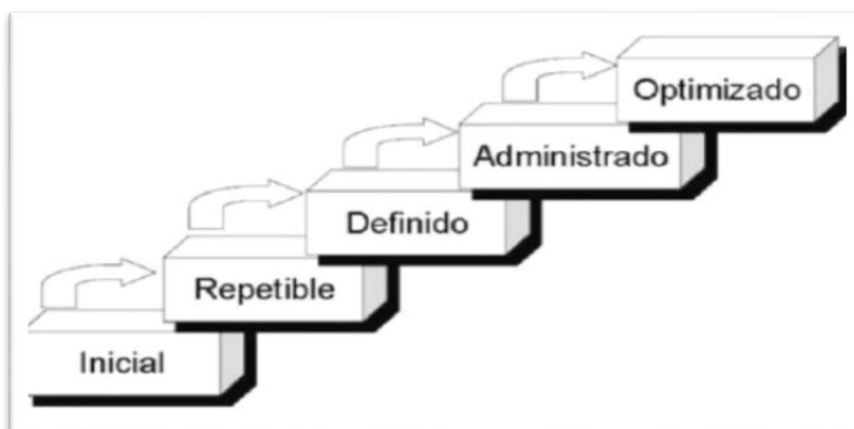 Optimizado
Administrado
Definido
Repetible
Inicial